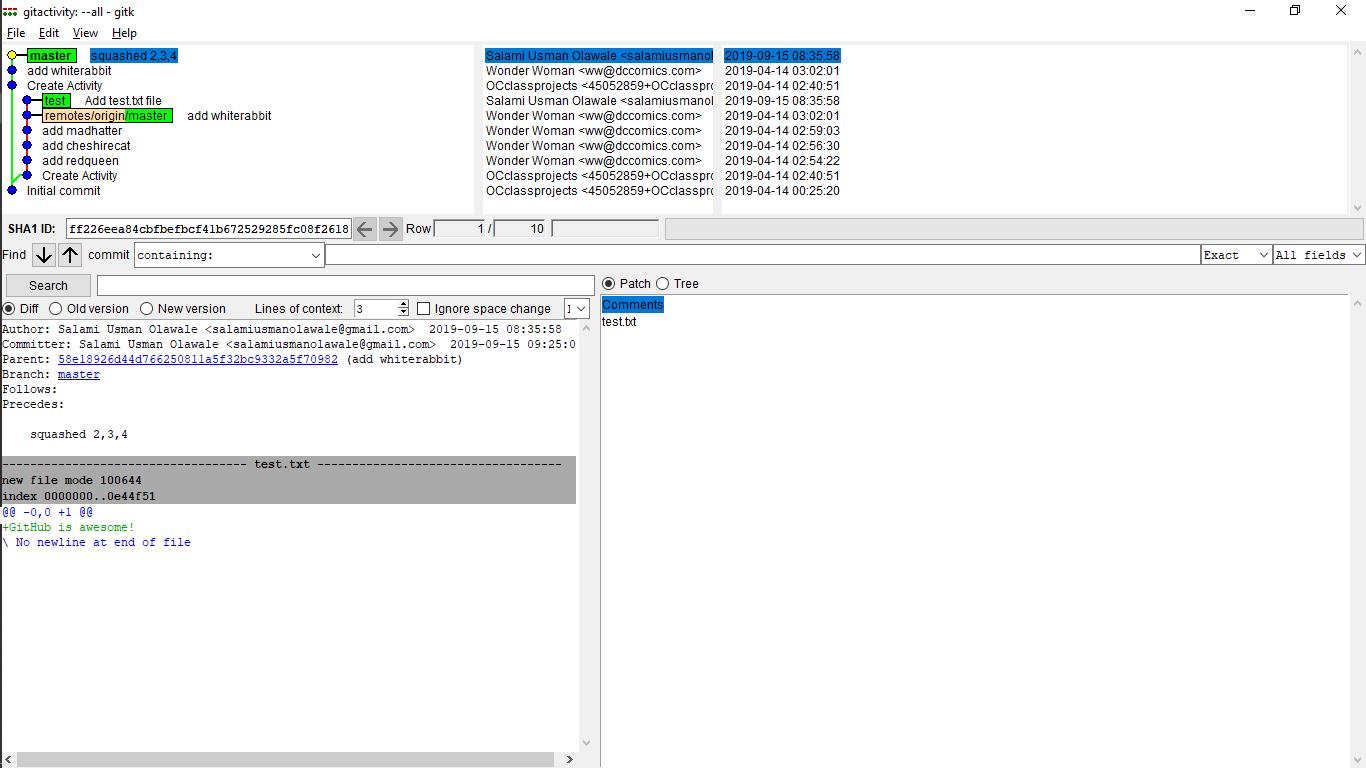 gitactivity: --all - gitk
File Edit View Help
master squashed 2,3,4 Salami Usman Olawale <salamiusmanol 2019-09-15 08:35:58
add whiterabbit Wonder Woman <ww@dccomics.com> 2019-04-14 03:02:01
Create Activity OCclassprojects <45052859+OCclasspro 2019-04-14 02:40:51
test Add test.txt file Salami Usman Olawale <salamiusmanol 2019-09-15 08:35:58
remotes/origin/master add whiterabbit Wonder Woman <ww@dccomics.com> 2019-04-14 03:02:01
add madhatter Wonder Woman <ww@dccomics.com> 2019-04-14 02:59:03
add cheshirecat Wonder Woman <ww@dccomics.com> 2019-04-14 02:56:30
add redqueen Wonder Woman <ww@dccomics.com> 2019-04-14 02:54:22
Create Activity OCclassprojects <45052859+OCclasspro 2019-04-14 02:40:51
Initial commit OCclassprojects <45052859+OCclasspro 2019-04-14 00:25:20
SHA1 ID: ff226eea84cbfbefbcf41b672529285fc08f2618 Row 1 / 10
Find commit containing: Exact All fields
Search Patch Tree
Diff Old version New version Lines of context: 3 Ignore space change
Comments
test.txt
Author: Salami Usman Olawale <salamiusmanolawale@gmail.com> 2019-09-15 08:35:58
Committer: Salami Usman Olawale <salamiusmanolawale@gmail.com> 2019-09-15 09:25:0
Parent: 58e18926d44d766250811a5f32bc9332a5f70982 (add whiterabbit)
Branch: master
Follows:
Precedes:
squashed 2,3,4
----------------------------------- test.txt -----------------------------------
new file mode 100644
index 0000000..0e44f51
@@ -0,0 +1 @@
+GitHub is awesome!
\ No newline at end of file